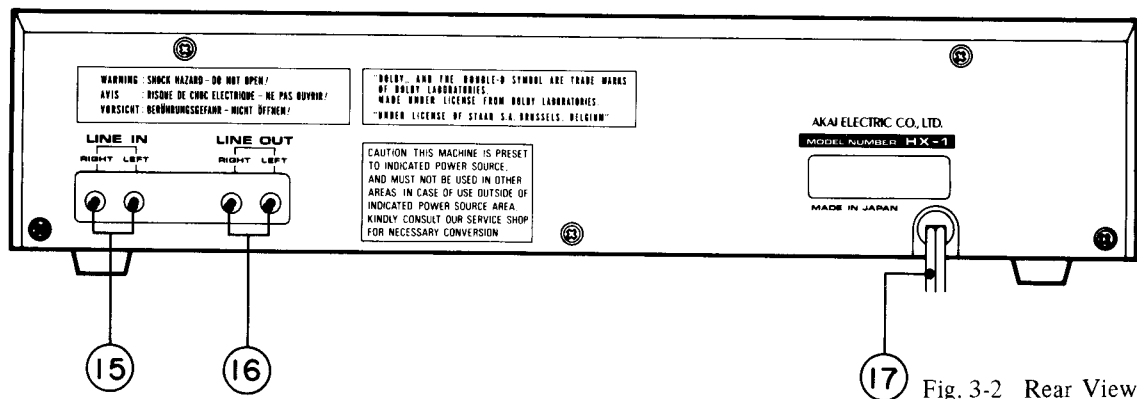 WARNING : SHOCK HAZARD - DO NOT OPEN!
AVIS : RISQUE DE CHOC ELECTRIQUE - NE PAS OUVRIR!
VORSICHT : BERÜHRUNGSGEFAHR - NICHT ÖFFNEN!
"DOLBY,, AND THE DOUBLE-D SYMBOL ARE TRADE MARKS
OF DOLBY LABORATORIES.
MADE UNDER LICENSE FROM DOLBY LABORATORIES.
"UNDER LICENSE OF STAAR S.A. BRUSSELS. BELGIUM"
LINE IN
RIGHT LEFT
LINE OUT
RIGHT LEFT
CAUTION THIS MACHINE IS PRESET
TO INDICATED POWER SOURCE.
AND MUST NOT BE USED IN OTHER
AREAS. IN CASE OF USE OUTSIDE OF
INDICATED POWER SOURCE AREA.
KINDLY CONSULT OUR SERVICE SHOP
FOR NECESSARY CONVERSION
AKAI ELECTRIC CO., LTD.
MODEL NUMBER HX-1
MADE IN JAPAN
15
16
17
Fig. 3-2 Rear View